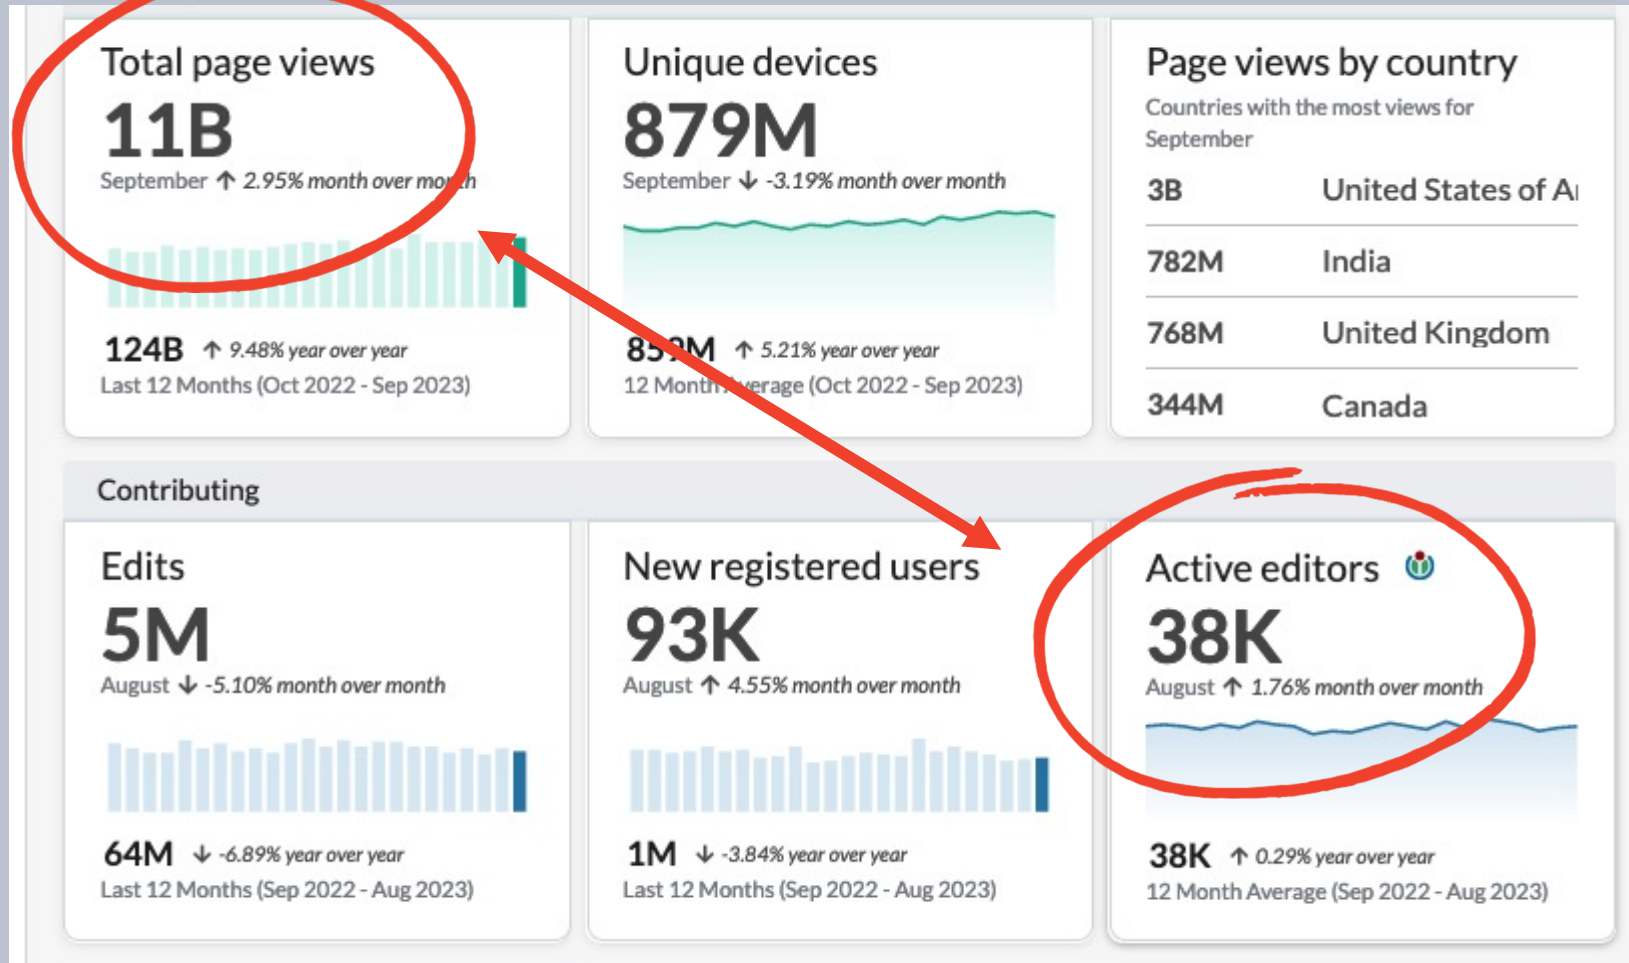 Total page views
11B
September ↑ 2.95% month over month
124B ↑ 9.48% year over year
Last 12 Months (Oct 2022 - Sep 2023)
Unique devices
879M
September ↓ -3.19% month over month
859M ↑ 5.21% year over year
12 Month Average (Oct 2022 - Sep 2023)
Page views by country
Countries with the most views for
September
3B United States of Ar
782M India
768M United Kingdom
344M Canada
Contributing
Edits
5M
August ↓ -5.10% month over month
64M ↓ -6.89% year over year
Last 12 Months (Sep 2022 - Aug 2023)
New registered users
93K
August ↑ 4.55% month over month
1M ↓ -3.84% year over year
Last 12 Months (Sep 2022 - Aug 2023)
Active editors
38K
August ↑ 1.76% month over month
38K ↑ 0.29% year over year
12 Month Average (Sep 2022 - Aug 2023)